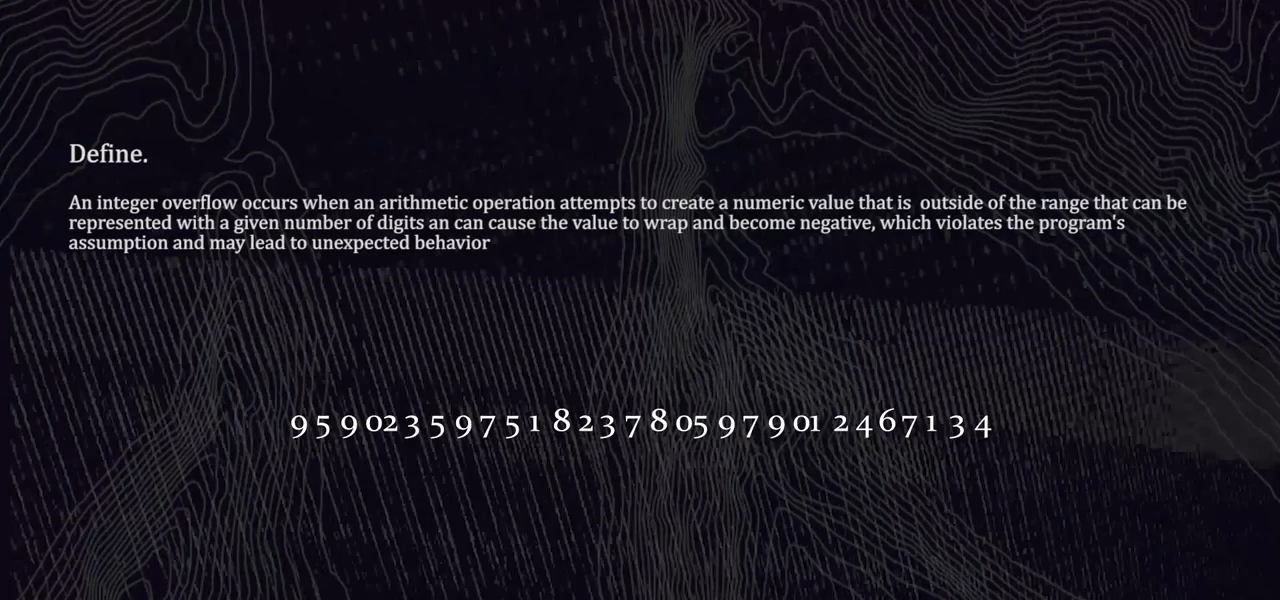 Define.
An integer overflow occurs when an arithmetic operation attempts to create a numeric value that is  outside of the range that can be
represented with a given number of digits an can cause the value to wrap and become negative, which violates the program's
assumption and may lead to unexpected behavior
9 5 9 02 3 5 9 7 5 1 8 2 3 7 8 05 9 7 9 01 2 4 6 7 1 3 4